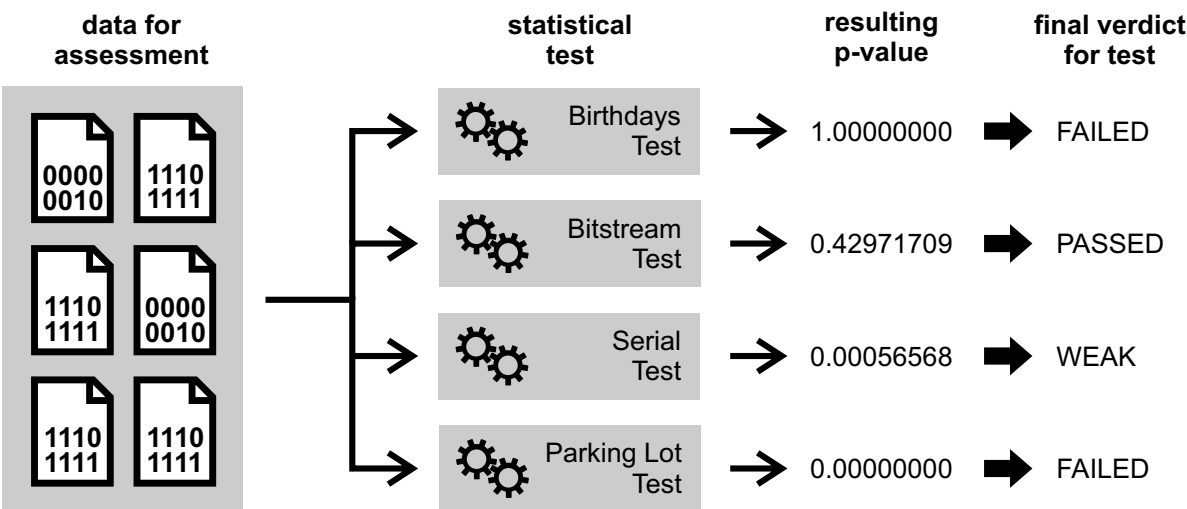 data for
assessment
statistical
test
resulting
p-value
final verdict
for test
0000
0010
1110
1111
1110
1111
0000
0010
1110
1111
1110
1111
Birthdays
Test
1.00000000
FAILED
Bitstream
Test
0.42971709
PASSED
Serial
Test
0.00056568
WEAK
Parking Lot
Test
0.00000000
FAILED